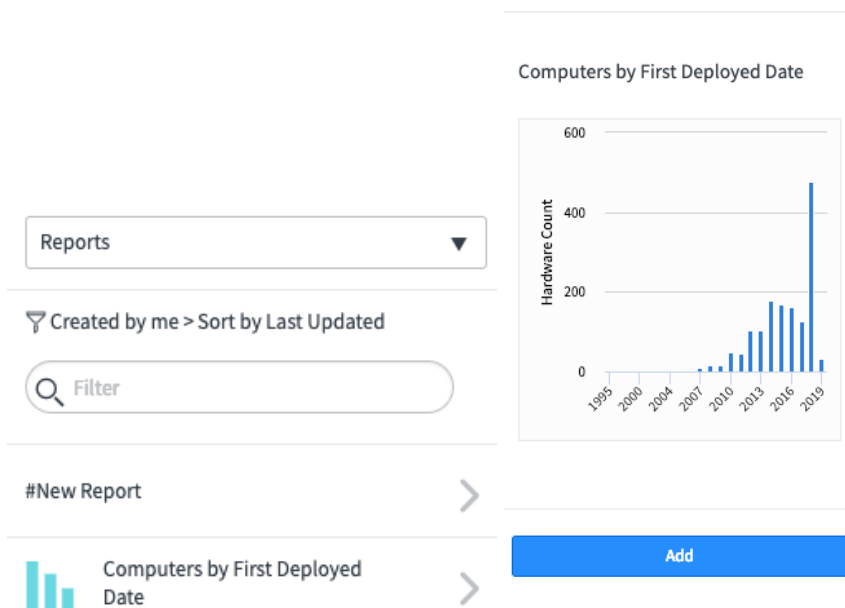 Reports
Created by me > Sort by Last Updated
Filter
#New Report
Computers by First Deployed
Date
Computers by First Deployed Date
Hardware Count
600
400
200
0
1995
2000
2004
2007
2010
2013
2016
2019
Add